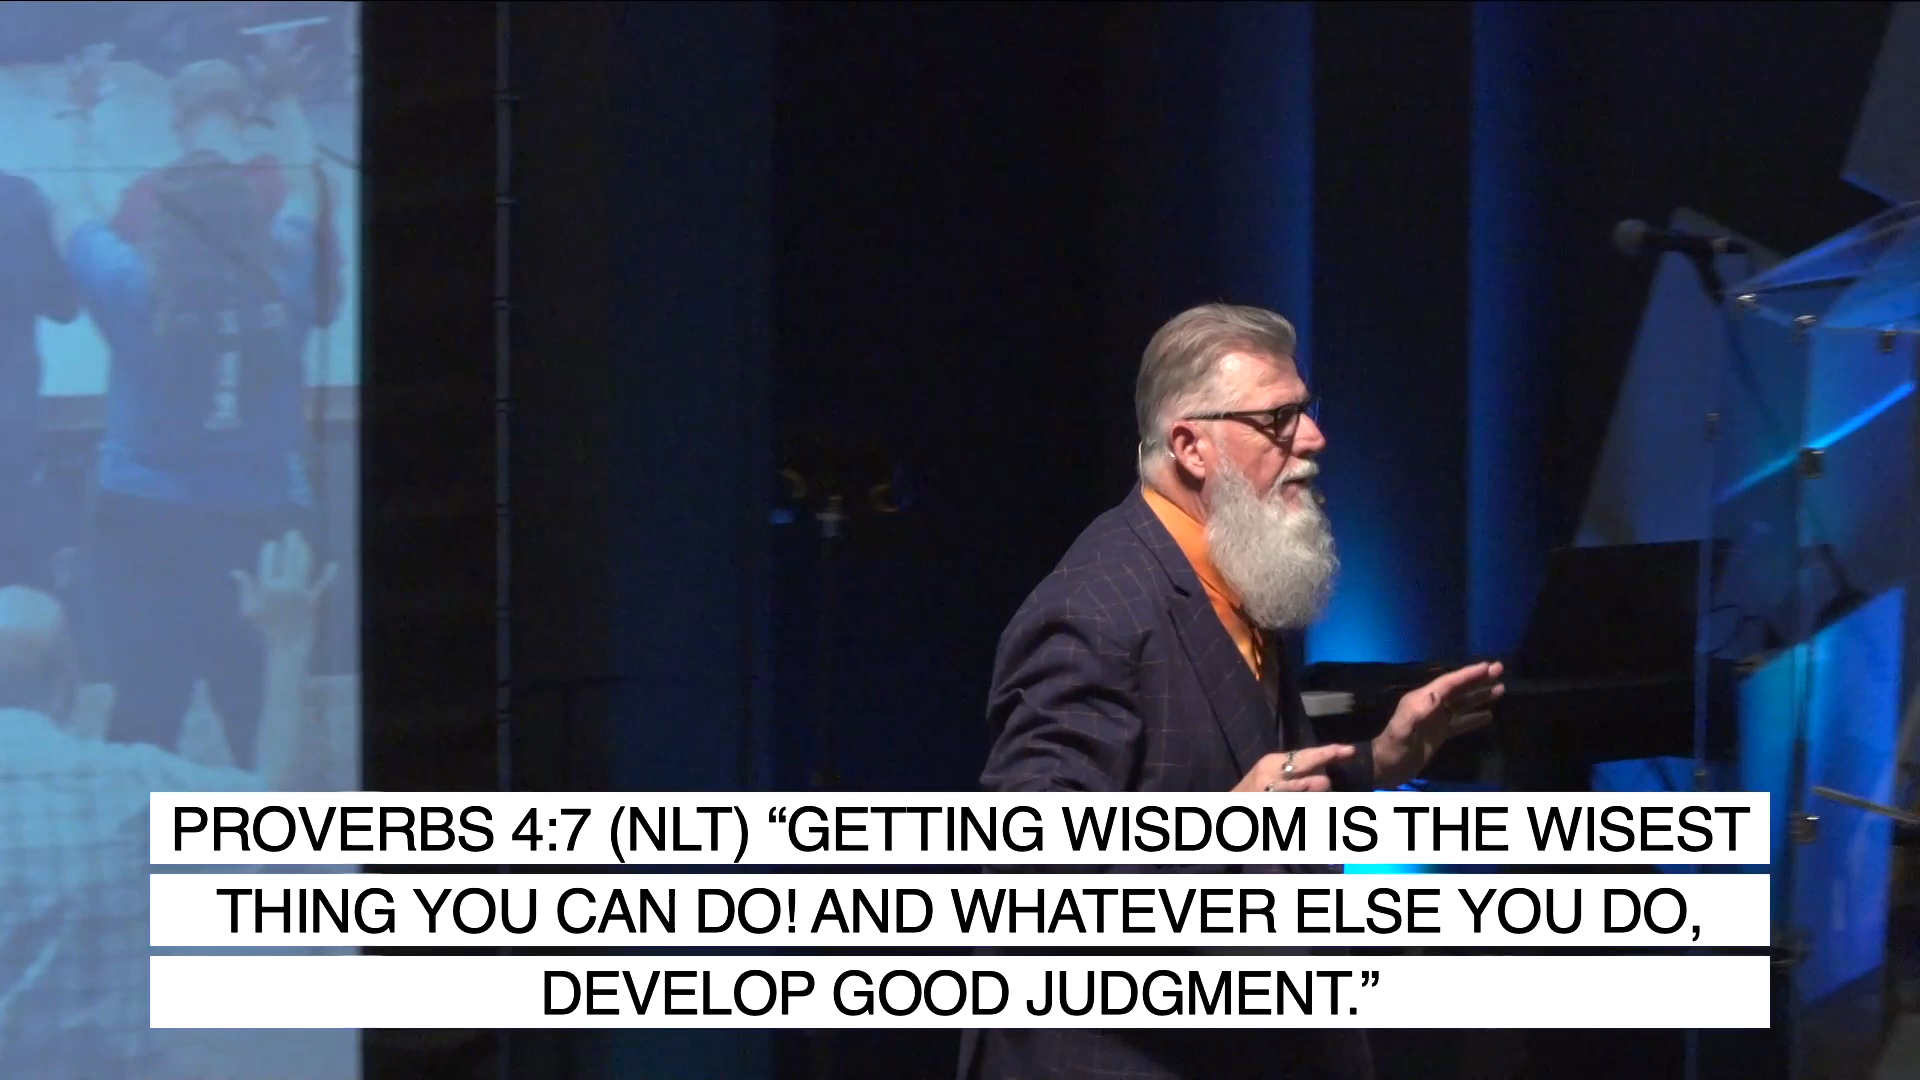 PROVERBS 4:7 (NLT) “GETTING WISDOM IS THE WISEST
THING YOU CAN DO! AND WHATEVER ELSE YOU DO,
DEVELOP GOOD JUDGMENT.”